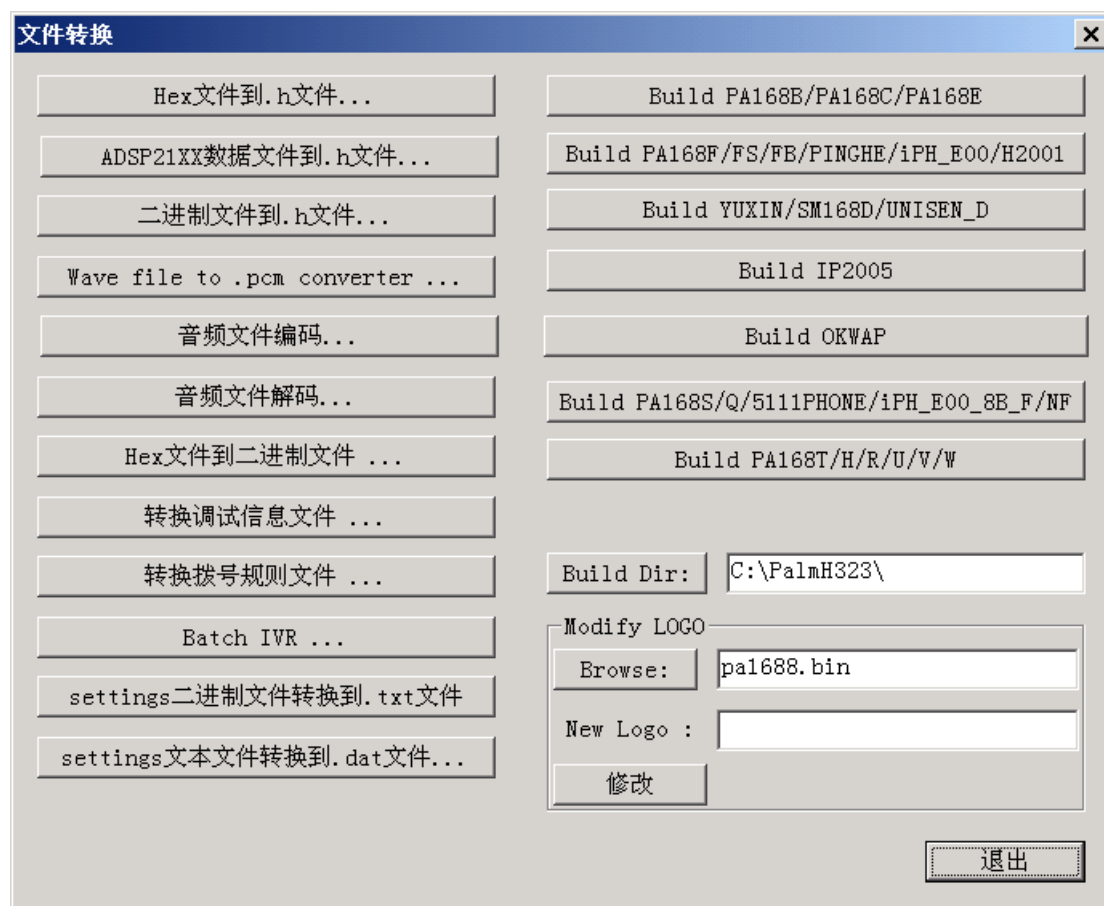 文件转换
Hex文件到.h文件...
ADSP21XX数据文件到.h文件...
二进制文件到.h文件...
Wave file to .pcm converter ...
音频文件编码...
音频文件解码...
Hex文件到二进制文件 ...
转换调试信息文件 ...
转换拨号规则文件 ...
Batch IVR ...
settings二进制文件转换到.txt文件
settings文本文件转换到.dat文件...
Build PA168B/PA168C/PA168E
Build PA168F/FS/FB/PINGHE/iPH_E00/H2001
Build YUXIN/SM168D/UNISEN_D
Build IP2005
Build OKWAP
Build PA168S/Q/5111PHONE/iPH_E00_8B_F/NF
Build PA168T/H/R/U/V/W
Build Dir: C:\PalmH323\
Modify LOGO
Browse: pa1688.bin
New Logo :
修改
退出